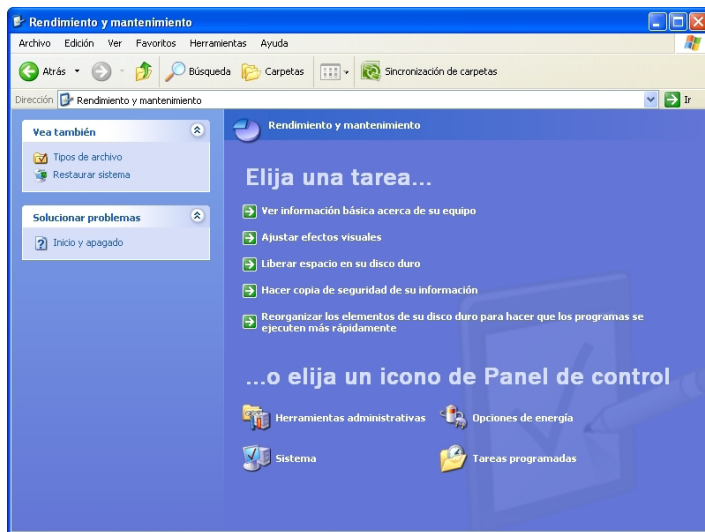 Rendimiento y mantenimiento
Archivo Edición Ver Favoritos Herramientas Ayuda
Atrás Búsqueda Carpetas Sincronización de carpetas
Dirección Rendimiento y mantenimiento Ir
Vea también
Tipos de archivo
Restaurar sistema
Solucionar problemas
Inicio y apagado
Rendimiento y mantenimiento
Elija una tarea...
Ver información básica acerca de su equipo
Ajustar efectos visuales
Liberar espacio en su disco duro
Hacer copia de seguridad de su información
Reorganizar los elementos de su disco duro para hacer que los programas se
ejecuten más rápidamente
...o elija un icono de Panel de control
Herramientas administrativas Opciones de energía
Sistema Tareas programadas